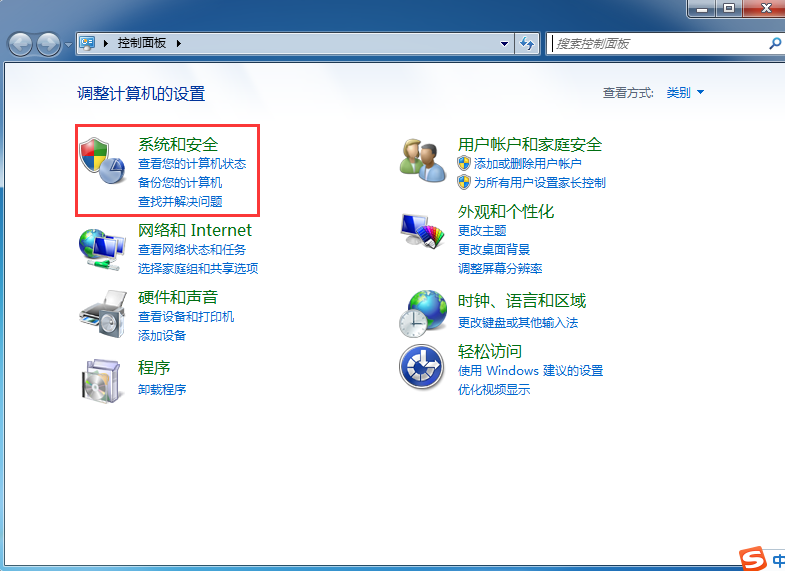 控制面板
搜索控制面板
调整计算机的设置
查看方式: 类别
系统和安全
查看您的计算机状态
备份您的计算机
查找并解决问题
网络和 Internet
查看网络状态和任务
选择家庭组和共享选项
硬件和声音
查看设备和打印机
添加设备
程序
卸载程序
用户帐户和家庭安全
添加或删除用户帐户
为所有用户设置家长控制
外观和个性化
更改主题
更改桌面背景
调整屏幕分辨率
时钟、语言和区域
更改键盘或其他输入法
轻松访问
使用 Windows 建议的设置
优化视频显示
S 中